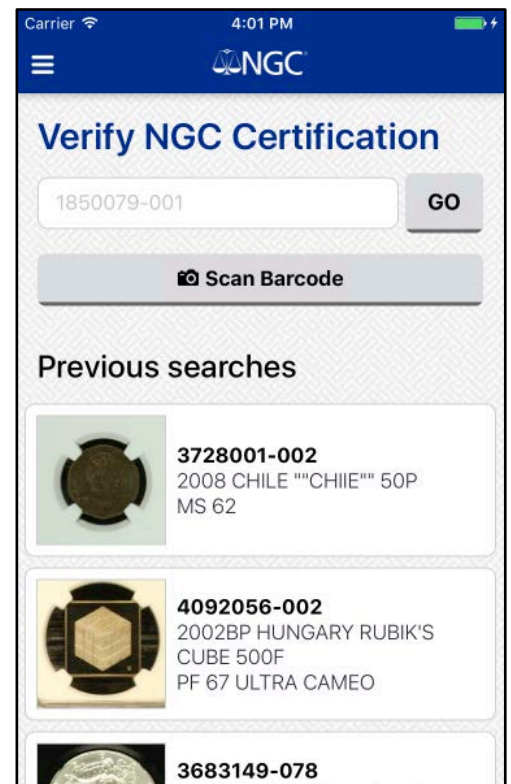 Carrier 4:01 PM
NGC
Verify NGC Certification
1850079-001 GO
Scan Barcode
Previous searches
3728001-002
2008 CHILE ""CHIIE"" 50P
MS 62
4092056-002
2002BP HUNGARY RUBIK'S
CUBE 500F
PF 67 ULTRA CAMEO
3683149-078